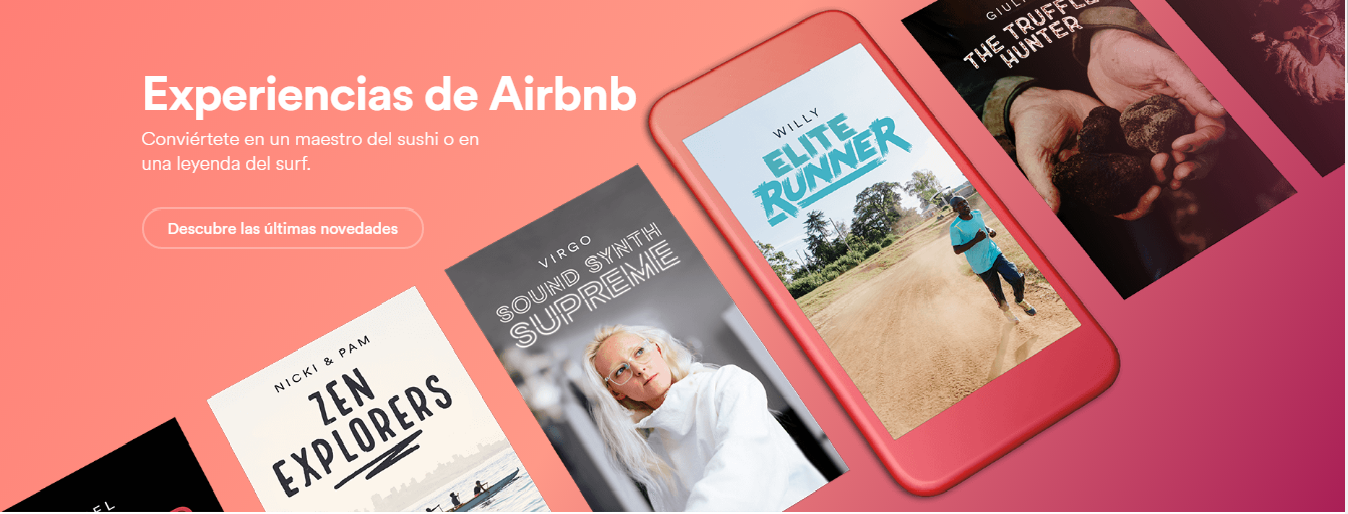 Experiencias de Airbnb
Conviértete en un maestro del sushi o en
una leyenda del surf.
Descubre las últimas novedades
NICKI & PAM
ZEN
EXPLORERS
VIRGO
SOUND SYNTH
SUPREME
WILLY
ELITE
RUNNER
THE TRUFFLE
HUNTER